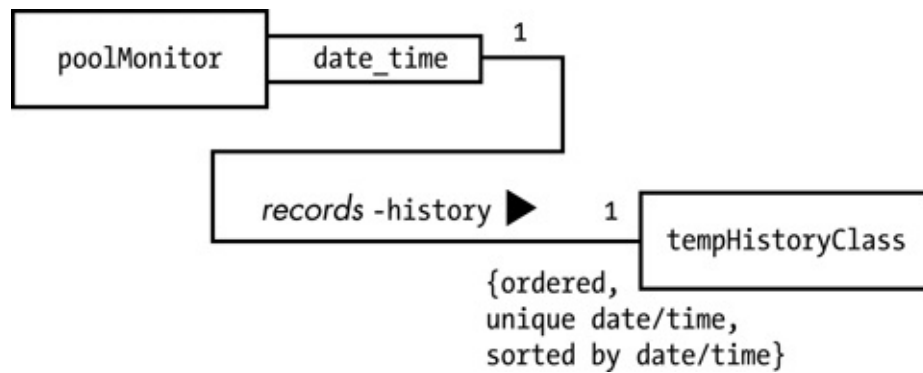 1
poolMonitor date_time
records -history ▶ 1
tempHistoryClass
{ordered,
unique date/time,
sorted by date/time}